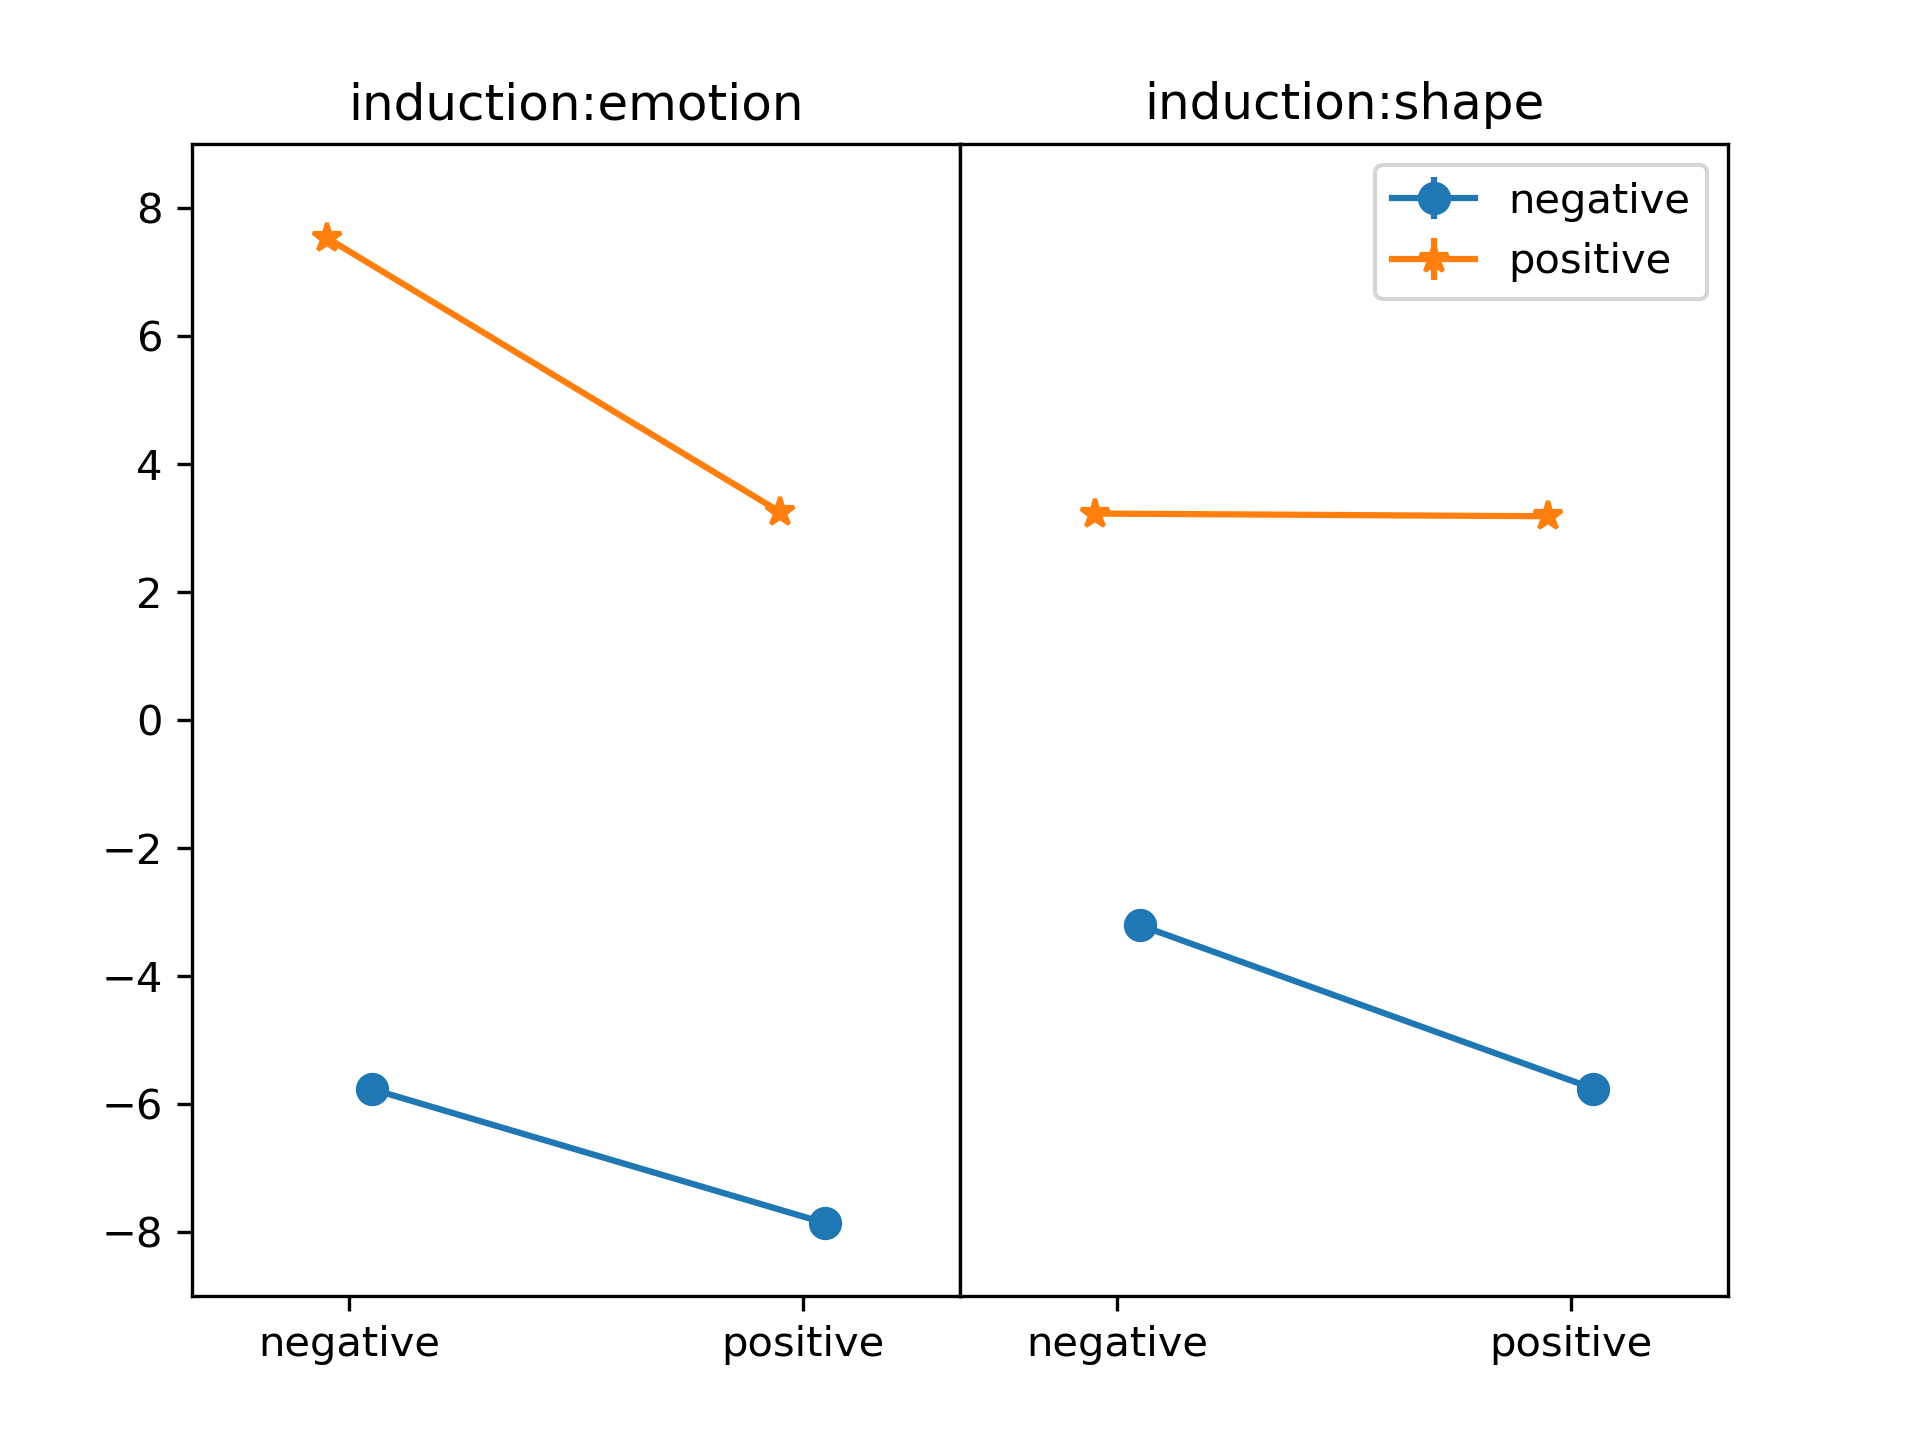 induction:emotion
induction:shape
negative
positive
8
6
4
2
0
−2
−4
−6
−8
negative
positive
negative
positive